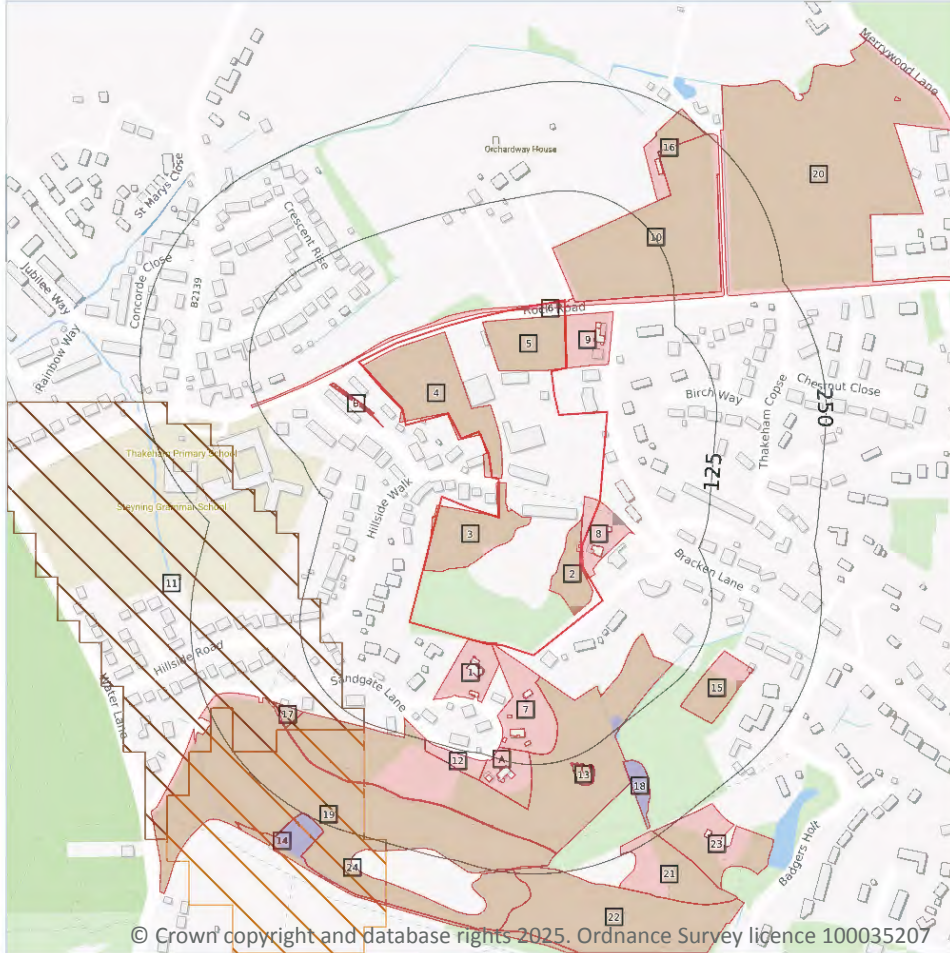 Merrywood Lane
16
Orchardway House
20
St Marys Close
Crescent Rise
10
Jubilee Way
Concorde Close
B2139
6
Rock Road
Rainbow Way
5
9
4
B
Birch Way
Chestnut Close
Thakeham Copse
250
125
Thakeham Primary School
Steyning Grammar School
Hillside Walk
3
8
2
Bracken Lane
11
Hillside Road
1
Sandgate Lane
15
Water Lane
7
17
12
A
13
18
19
14
23
24
21
Badgers Holt
22
© Crown copyright and database rights 2025. Ordnance Survey licence 100035207